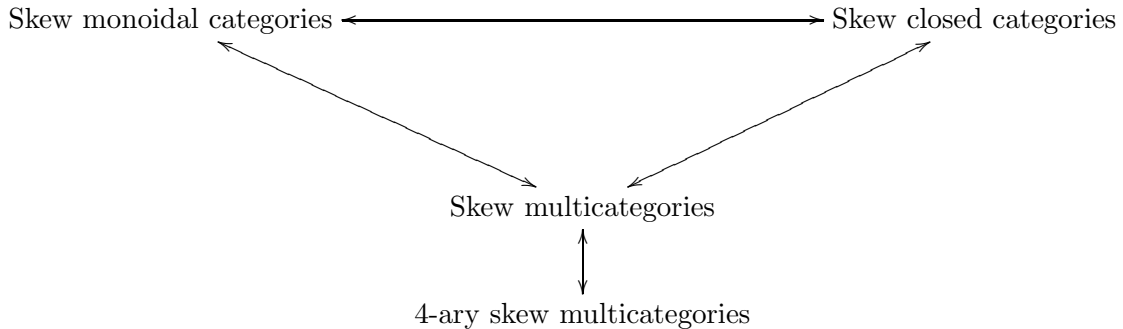 Skew monoidal categories Skew closed categories
Skew multicategories
4-ary skew multicategories